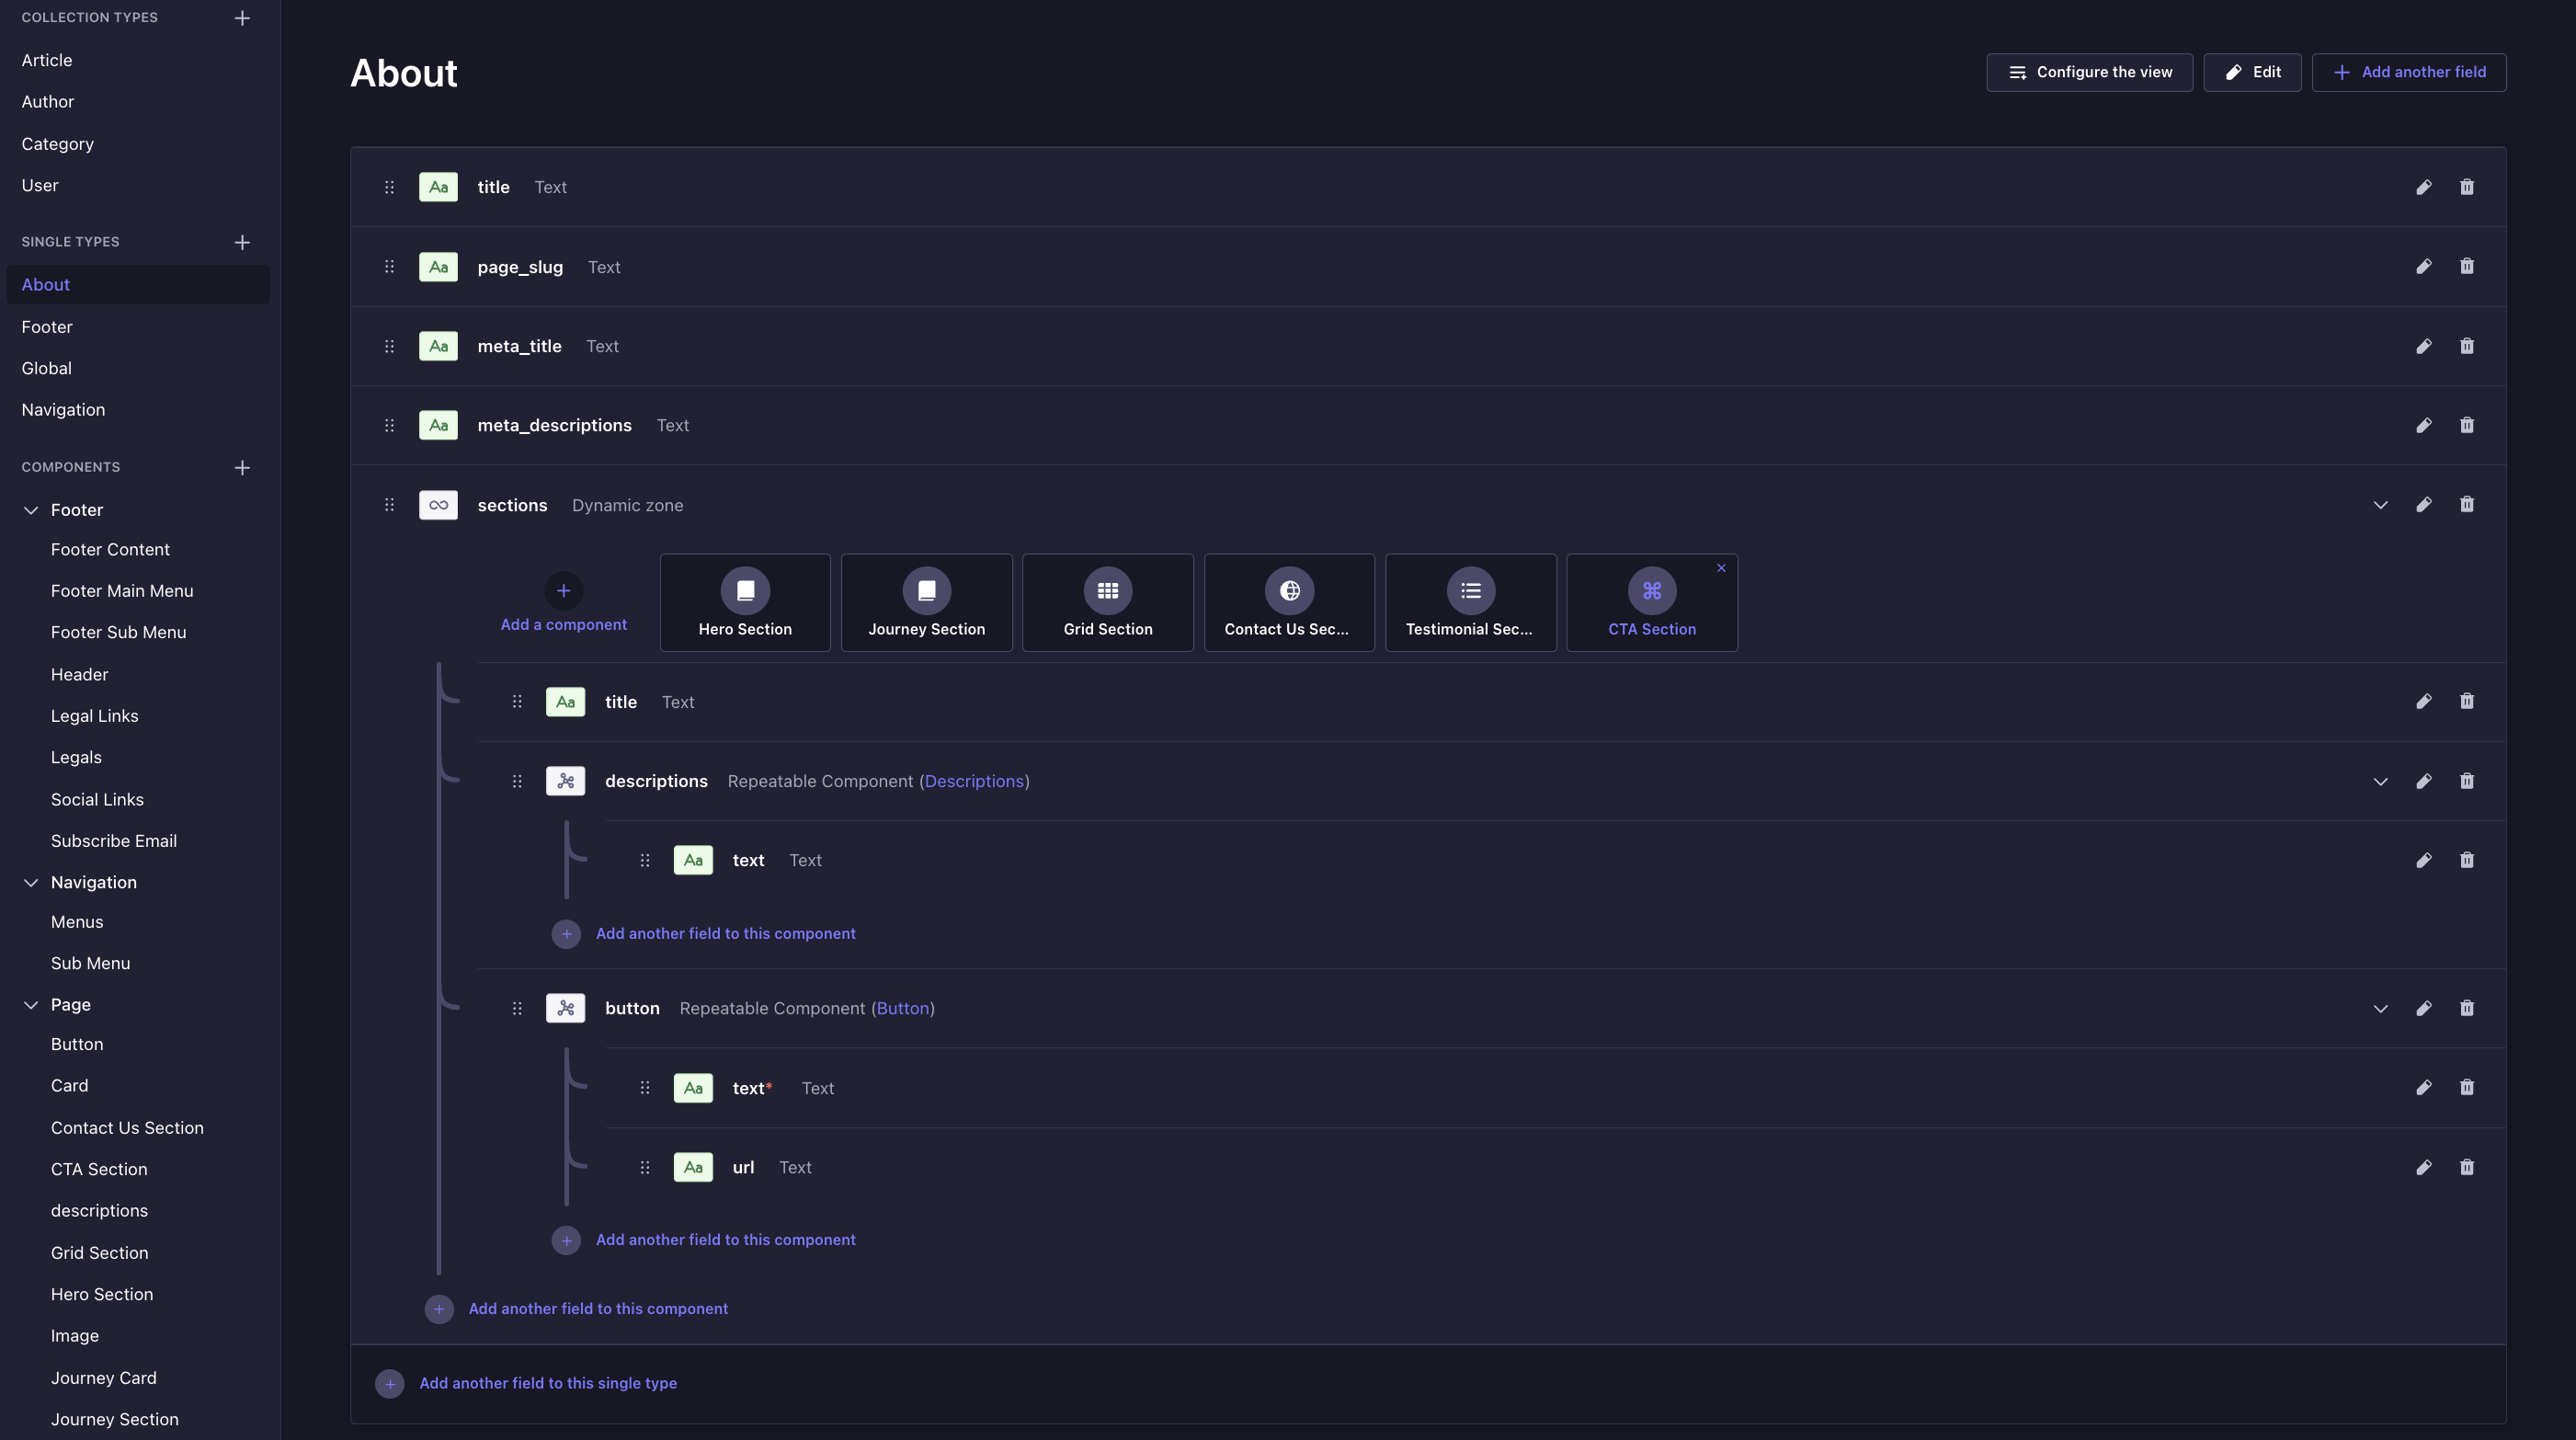 COLLECTION TYPES
Article
Author
Category
User
SINGLE TYPES
About
Footer
Global
Navigation
COMPONENTS
Footer
Footer Content
Footer Main Menu
Footer Sub Menu
Header
Legal Links
Legals
Social Links
Subscribe Email
Navigation
Menus
Sub Menu
Page
Button
Card
Contact Us Section
CTA Section
descriptions
Grid Section
Hero Section
Image
Journey Card
Journey Section
About
Configure the view
Edit
Add another field
Aa title Text
Aa page_slug Text
Aa meta_title Text
Aa meta_descriptions Text
sections Dynamic zone
Add a component
Hero Section
Journey Section
Grid Section
Contact Us Sec...
Testimonial Sec...
CTA Section
Aa title Text
descriptions Repeatable Component (Descriptions)
Aa text Text
Add another field to this component
button Repeatable Component (Button)
Aa text* Text
Aa url Text
Add another field to this component
Add another field to this component
Add another field to this single type